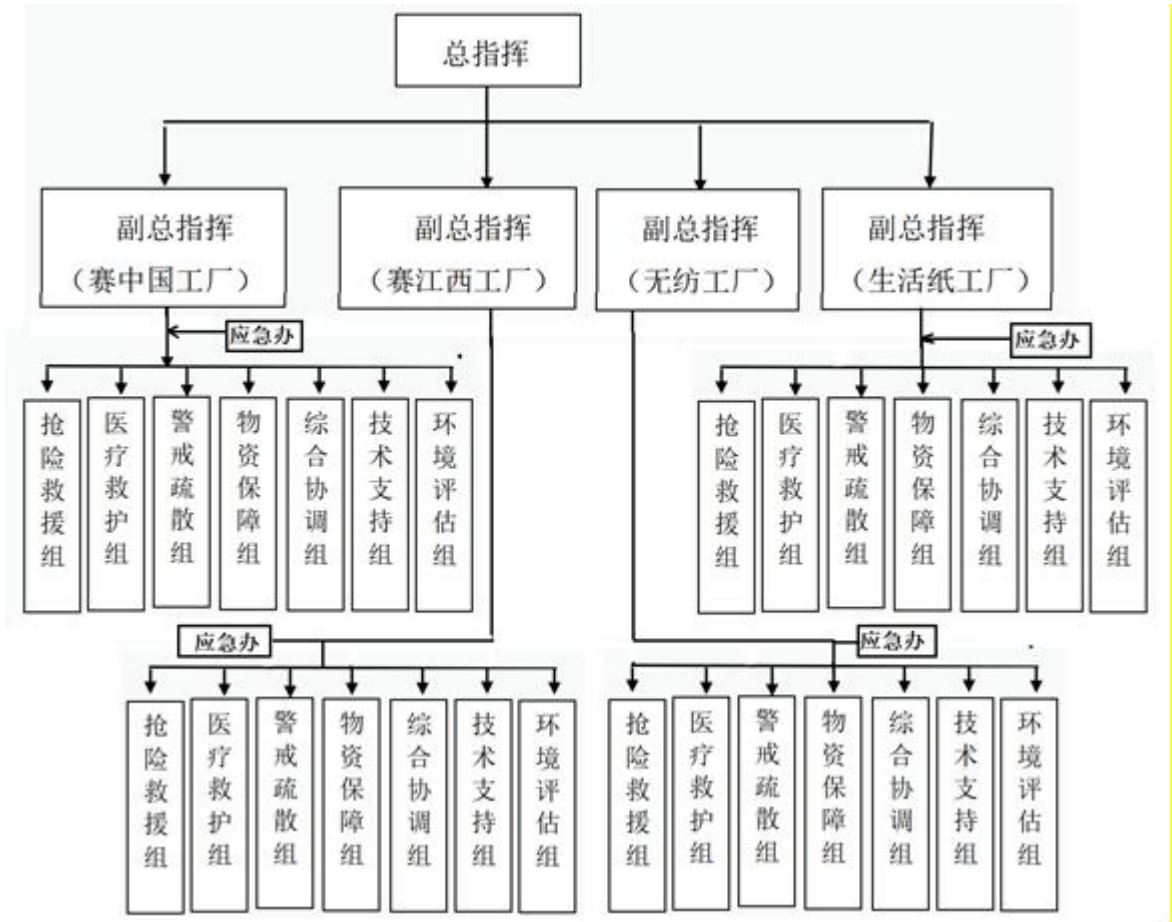 总指挥
副总指挥
（赛中国工厂）
副总指挥
（赛江西工厂）
副总指挥
（无纺工厂）
副总指挥
（生活纸工厂）
应急办
抢险救援组
医疗救护组
警戒疏散组
物资保障组
综合协调组
技术支持组
环境评估组
应急办
抢险救援组
医疗救护组
警戒疏散组
物资保障组
综合协调组
技术支持组
环境评估组
应急办
抢险救援组
医疗救护组
警戒疏散组
物资保障组
综合协调组
技术支持组
环境评估组
应急办
抢险救援组
医疗救护组
警戒疏散组
物资保障组
综合协调组
技术支持组
环境评估组